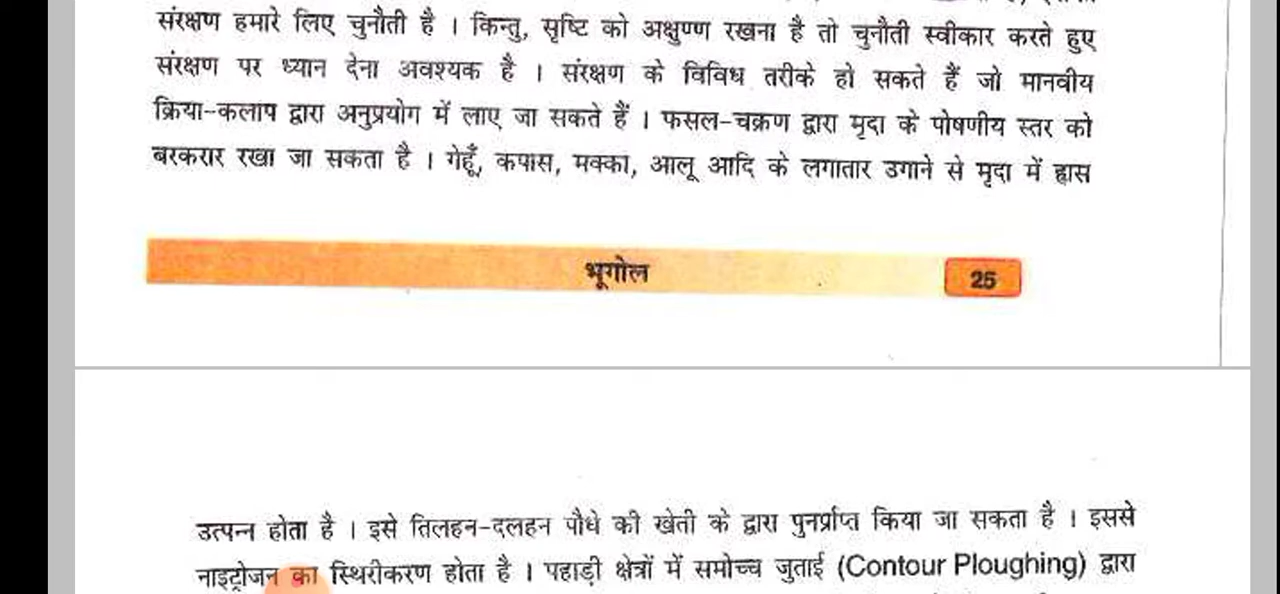 संरक्षण हमारे लिए चुनौती है । किन्तु, सृष्टि को अक्षुण्ण रखना है तो चुनौती स्वीकार करते हुए
संरक्षण पर ध्यान देना अवश्यक है । संरक्षण के विविध तरीके हो सकते हैं जो मानवीय
क्रिया-कलाप द्वारा अनुप्रयोग में लाए जा सकते हैं । फसल-चक्रण द्वारा मृदा के पोषणीय स्तर को
बरकरार रखा जा सकता है । गेहूँ, कपास, मक्का, आलू आदि के लगातार उगाने से मृदा में ह्रास
भूगोल
25
उत्पन्न होता है । इसे तिलहन-दलहन पौधे की खेती के द्वारा पुनर्प्राप्त किया जा सकता है । इससे
नाइट्रोजन का स्थिरीकरण होता है । पहाड़ी क्षेत्रों में समोच्च जुताई (Contour Ploughing) द्वारा